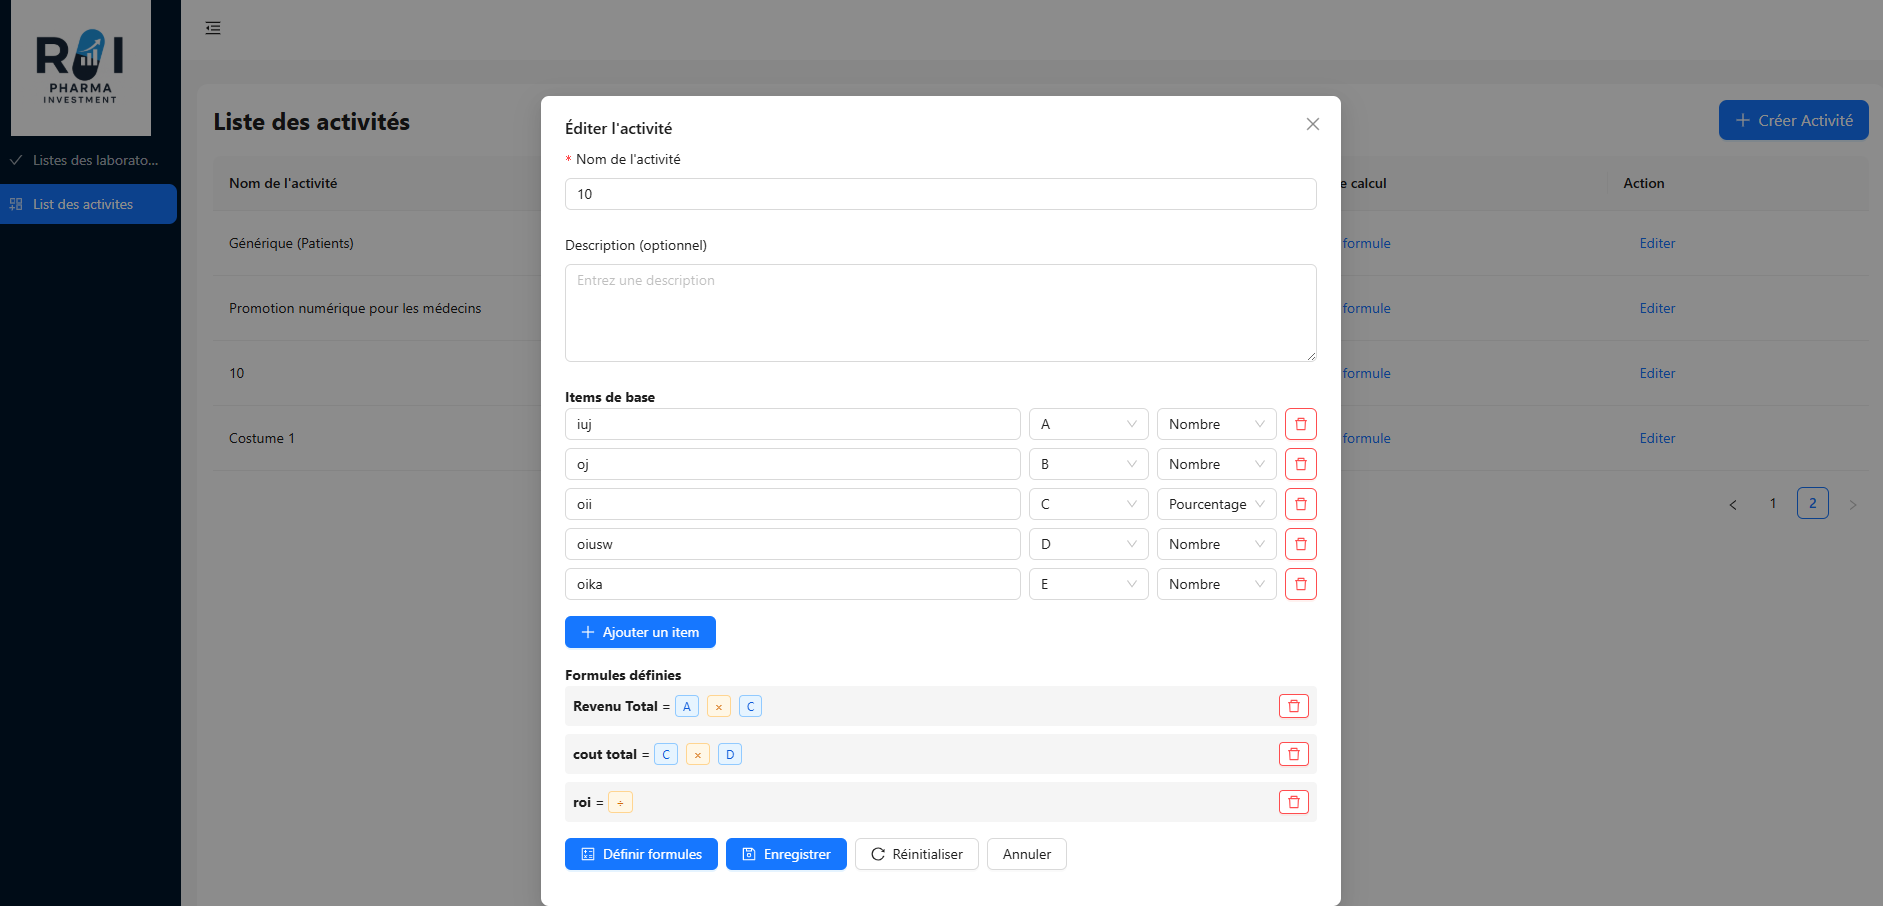 ROI
PHARMA
INVESTMENT
Listes des laborato...
List des activites
Liste des activités
Créer Activité
Nom de l'activité
e calcul
Action
Générique (Patients)
formule
Editer
Promotion numérique pour les médecins
formule
Editer
10
formule
Editer
Costume 1
formule
Editer
<
1
2
>
Éditer l'activité
* Nom de l'activité
10
Description (optionnel)
Entrez une description
Items de base
iuj A Nombre
oj B Nombre
oii C Pourcentage
oiusw D Nombre
oika E Nombre
Ajouter un item
Formules définies
Revenu Total = A × C
cout total = C × D
roi = ÷
Définir formules
Enregistrer
Réinitialiser
Annuler